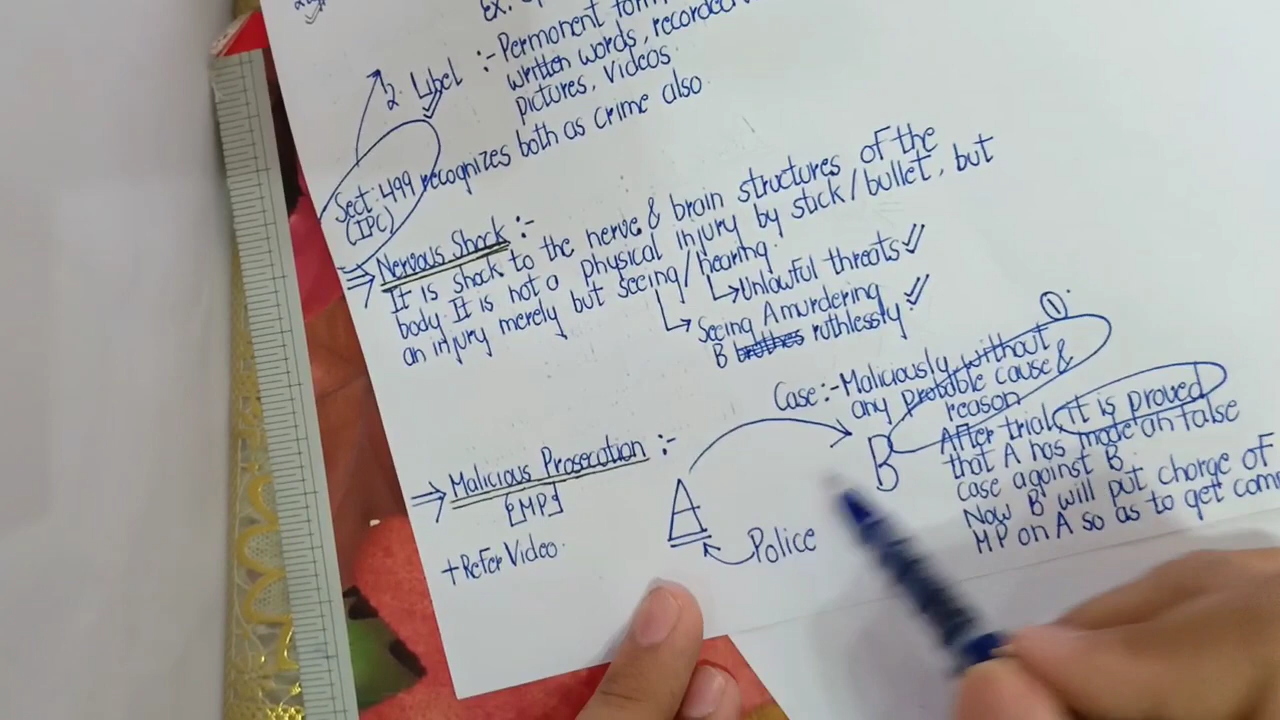 Ex.
2. Libel :- Permonent form
written words, recorded
pictures, videos.
Sect: 499 recognizes both as crime also.
(IPC)
⇒ Nervous Shock :-
It is shock to the nerve & brain structures of the
body. It is not a physical injury by stick/bullet, but
an injury merely but seeing/hearing.
↳ Unlawful threats ✓
↳ Seeing A murdering
B ruthlessly. ✓
①
Case :- Maliciously without
any probable cause &
reason
⇒ Malicious Prosecution :-
[MP]
A
B
After trial, it is proved
that A has made an false
case against B.
Now B will put charge of
MP on A so as to get com
Police
+Refer Video.